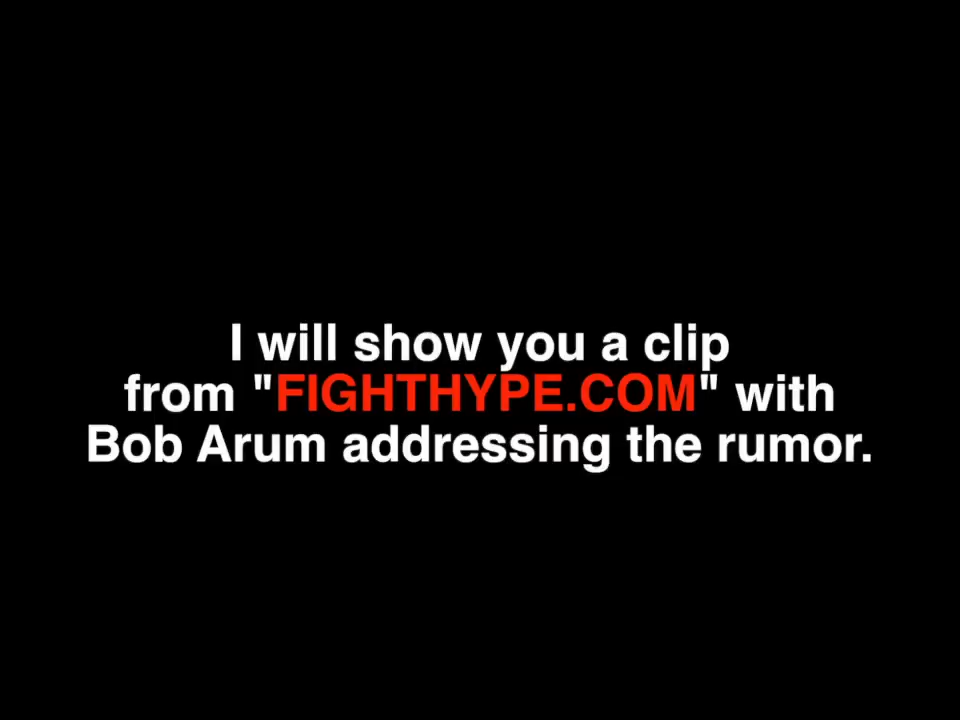 I will show you a clip
from "FIGHTHYPE.COM" with
Bob Arum addressing the rumor.